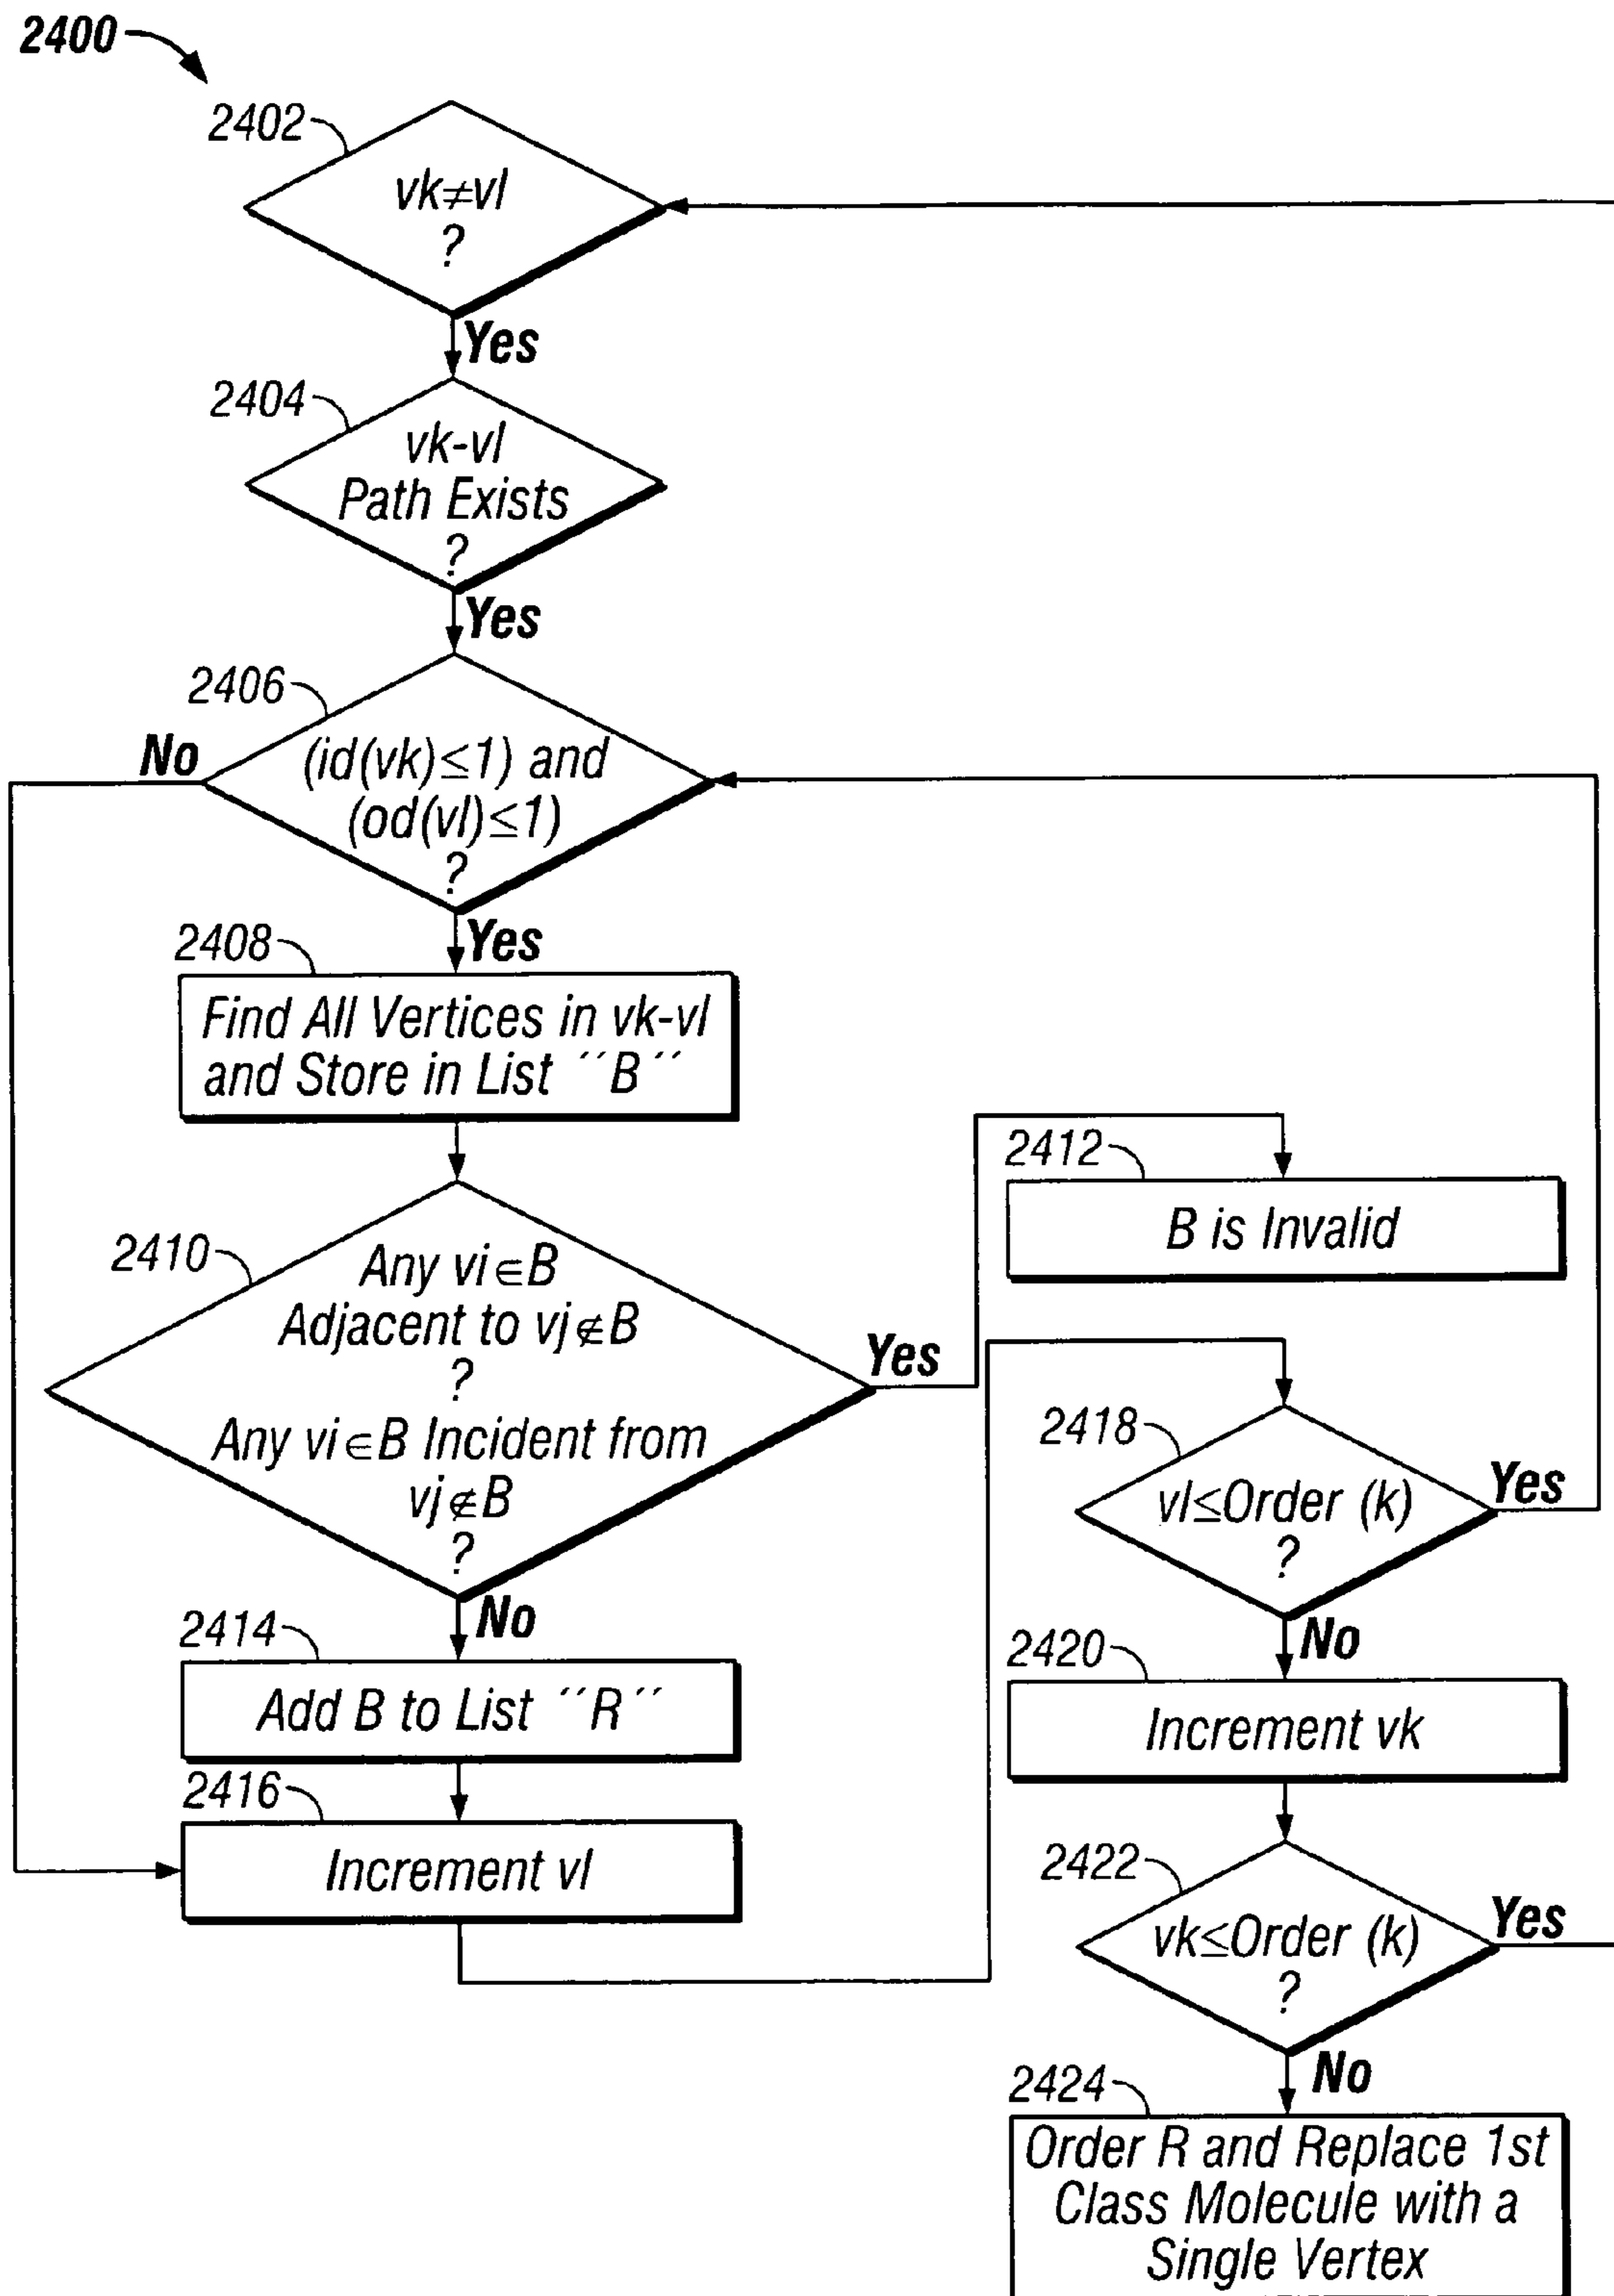 2400
2402
vk≠vl
?
Yes
2404
vk-vl
Path Exists
?
Yes
2406
No
(id(vk)≤1) and
(od(vl)≤1)
?
Yes
2408
Find All Vertices in vk-vl
and Store in List ´´B´´
2410
Any vi∈B
Adjacent to vj∉B
?
Any vi∈B Incident from
vj∉B
?
Yes
No
2412
B is Invalid
2414
Add B to List ´´R´´
2416
Increment vl
2418
vl≤Order (k)
?
Yes
No
2420
Increment vk
2422
vk≤Order (k)
?
Yes
No
2424
Order R and Replace 1st
Class Molecule with a
Single Vertex